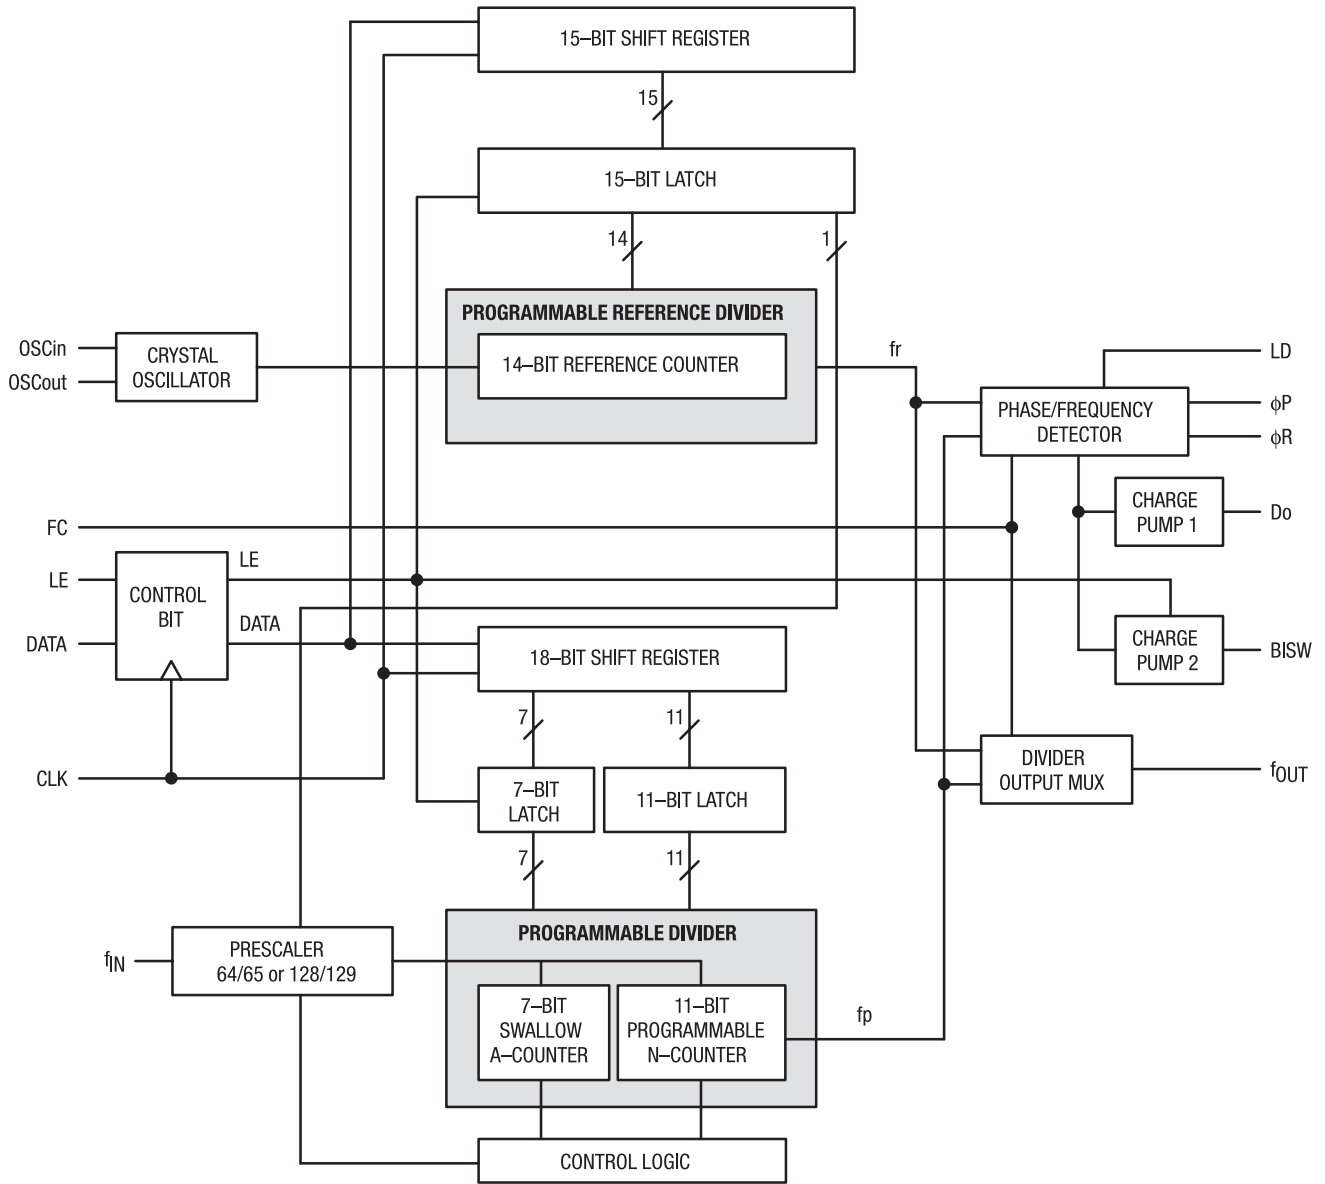 15–BIT SHIFT REGISTER
15
15–BIT LATCH
14
1
PROGRAMMABLE REFERENCE DIVIDER
14–BIT REFERENCE COUNTER
OSCin
OSCout
CRYSTAL
OSCILLATOR
fr
LD
PHASE/FREQUENCY
DETECTOR
ϕP
ϕR
CHARGE
PUMP 1
Do
FC
LE
DATA
CONTROL
BIT
LE
DATA
18–BIT SHIFT REGISTER
CHARGE
PUMP 2
BISW
7
11
CLK
7–BIT
LATCH
11–BIT LATCH
DIVIDER
OUTPUT MUX
fOUT
7
11
PROGRAMMABLE DIVIDER
fIN
PRESCALER
64/65 or 128/129
7–BIT
SWALLOW
A–COUNTER
11–BIT
PROGRAMMABLE
N–COUNTER
fp
CONTROL LOGIC